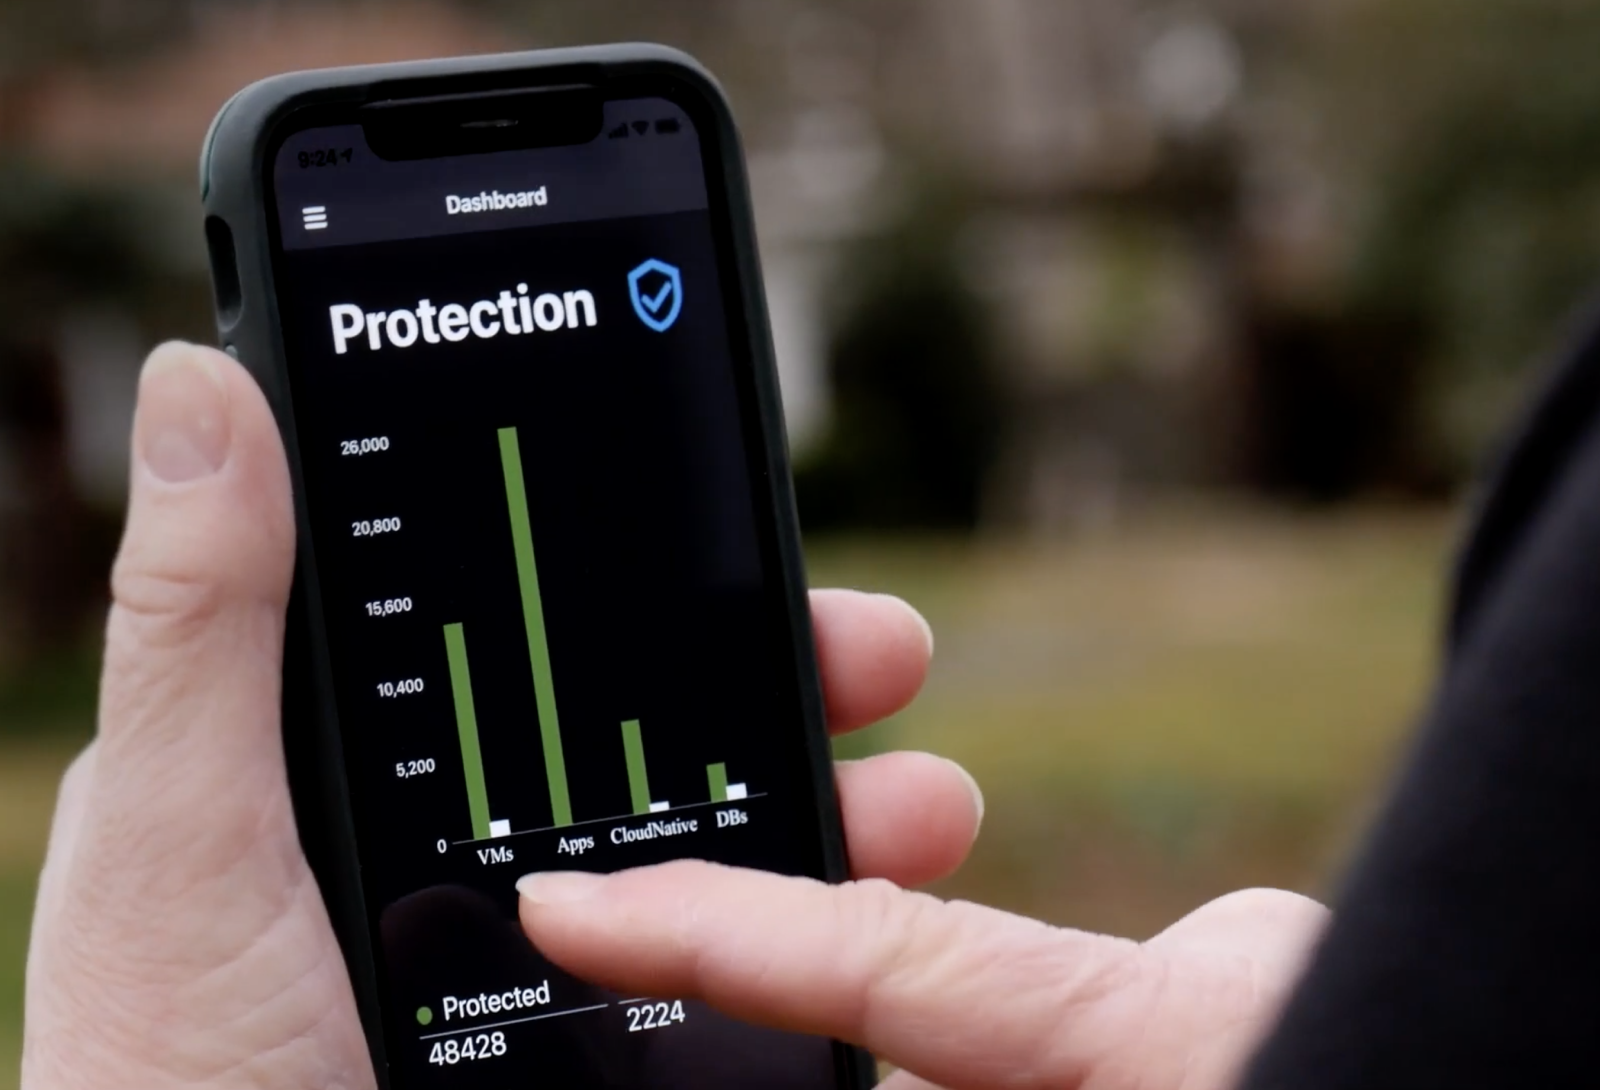 9:24
Dashboard
Protection
26,000
20,800
15,600
10,400
5,200
0
VMs
Apps
CloudNative
DBs
Protected
48428
2224